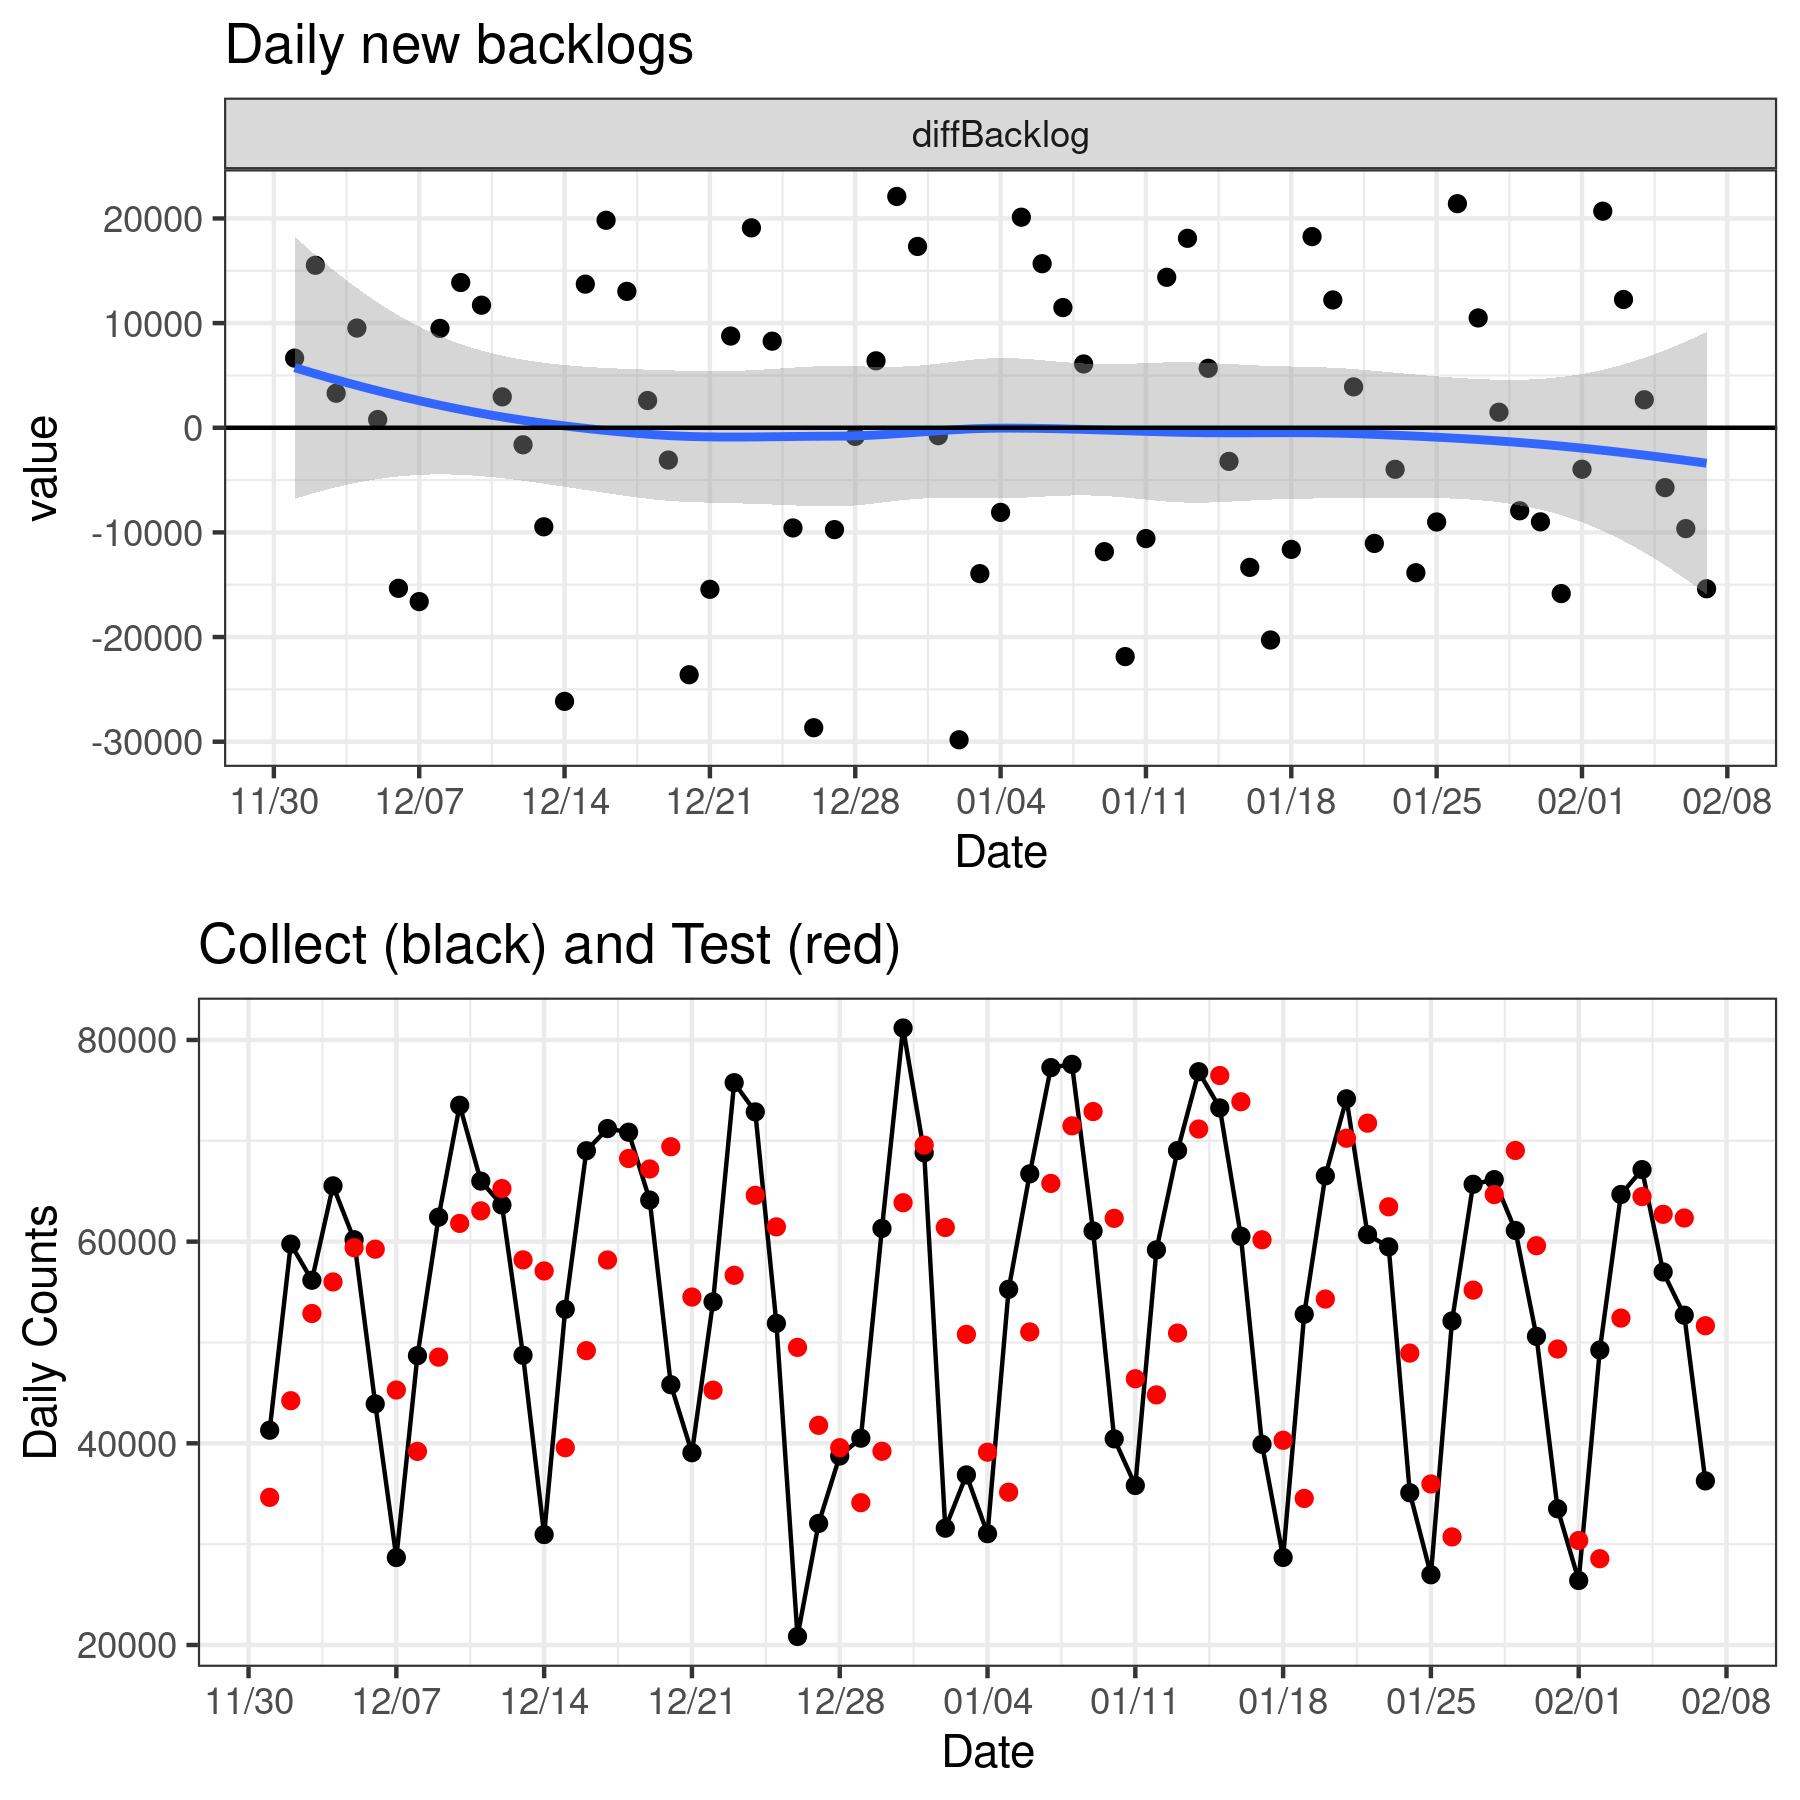 Daily new backlogs
diffBacklog
20000
10000
0
-10000
-20000
-30000
value
11/30 12/07 12/14 12/21 12/28 01/04 01/11 01/18 01/25 02/01 02/08
Date
Collect (black) and Test (red)
80000
60000
40000
20000
Daily Counts
11/30 12/07 12/14 12/21 12/28 01/04 01/11 01/18 01/25 02/01 02/08
Date